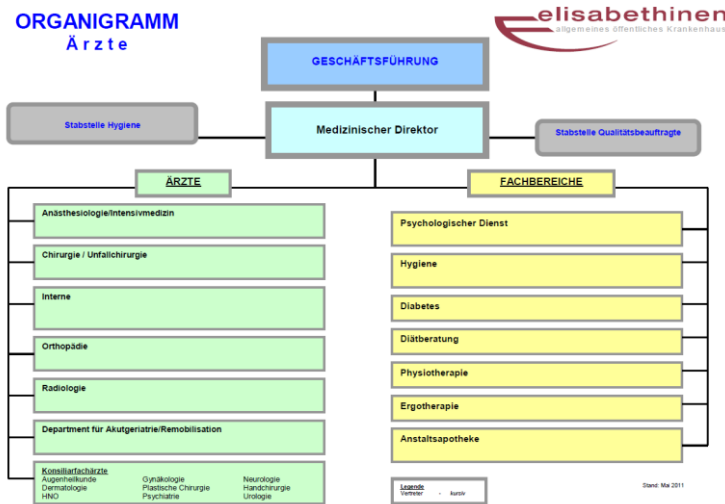 ORGANIGRAMM
Ärzte
elisabethinen
allgemeines öffentliches Krankenhaus
GESCHÄFTSFÜHRUNG
Stabstelle Hygiene
Medizinischer Direktor
Stabstelle Qualitätsbeauftragte
ÄRZTE
FACHBEREICHE
Anästhesiologie/Intensivmedizin
Chirurgie / Unfallchirurgie
Interne
Orthopädie
Radiologie
Department für Akutgeriatrie/Remobilisation
Konsiliarfachärzte
Augenheilkunde Gynäkologie Neurologie
Dermatologie Plastische Chirurgie Handchirurgie
HNO Psychiatrie Urologie
Psychologischer Dienst
Hygiene
Diabetes
Diätberatung
Physiotherapie
Ergotherapie
Anstaltsapotheke
Legende
Vertreter - kursiv
Stand: Mai 2011